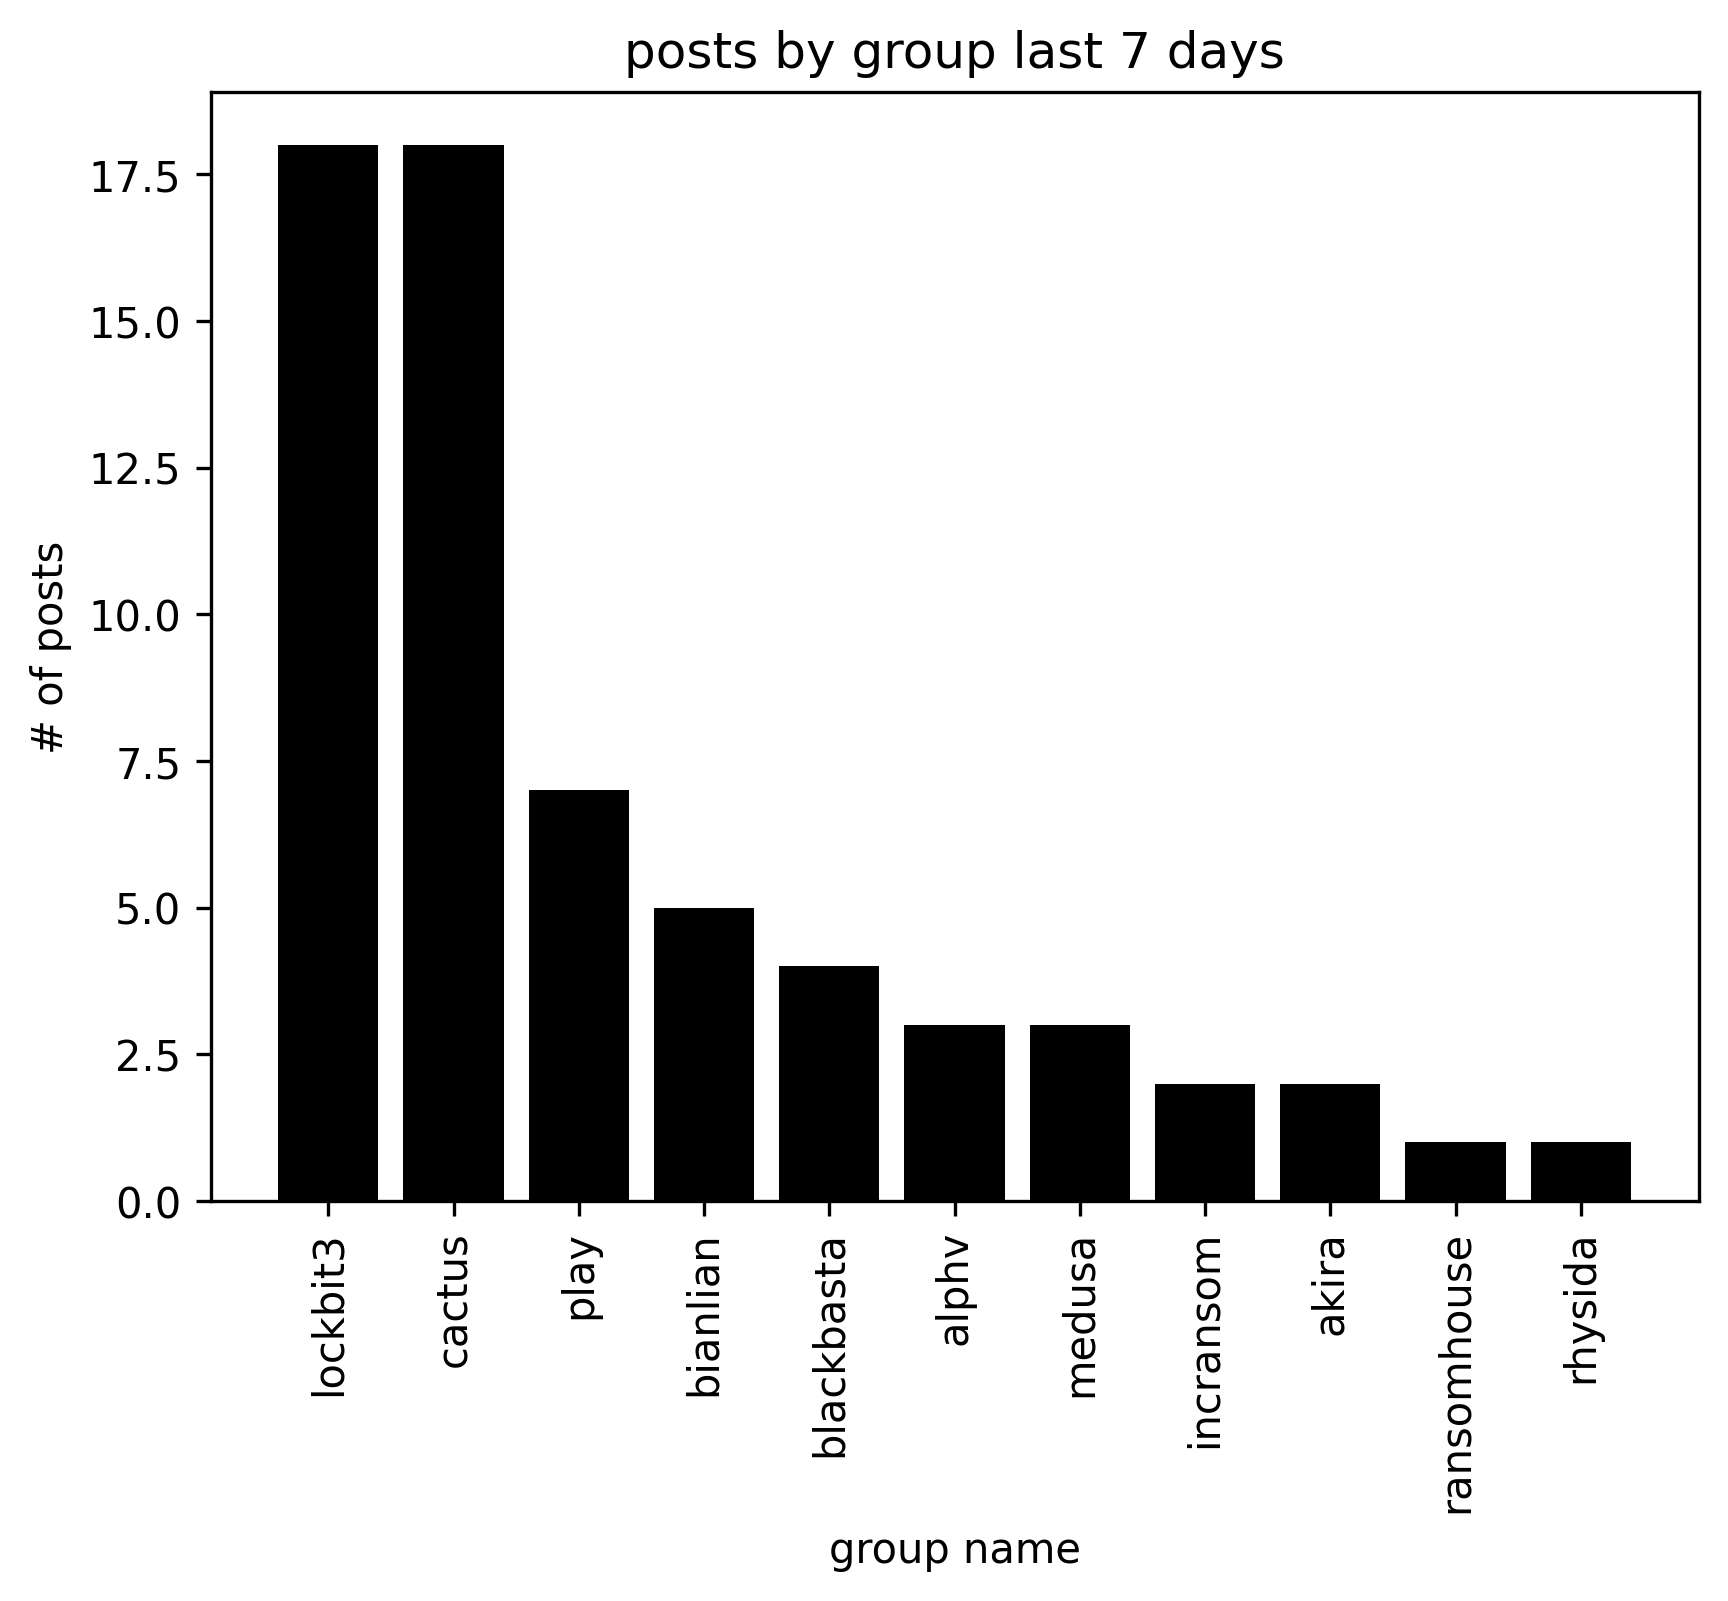 posts by group last 7 days
# of posts
17.5
15.0
12.5
10.0
7.5
5.0
2.5
0.0
lockbit3
cactus
play
bianlian
blackbasta
alphv
medusa
incransom
akira
ransomhouse
rhysida
group name